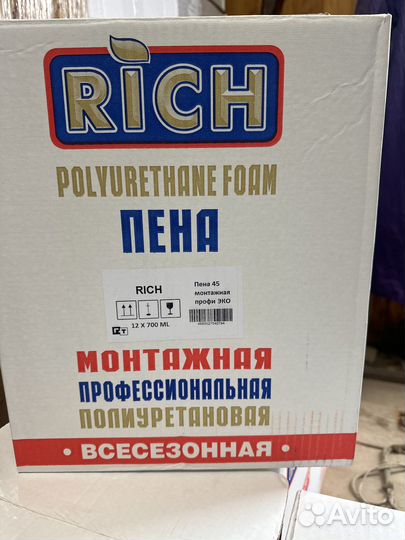 RICH
POLYURETHANE FOAM
ПЕНА
RICH
Пена 45
монтажная
профи ЭКО
12 X 700 ML
МОНТАЖНАЯ
ПРОФЕССИОНАЛЬНАЯ
ПОЛИУРЕТАНОВАЯ
• ВСЕСЕЗОННАЯ •
Avito